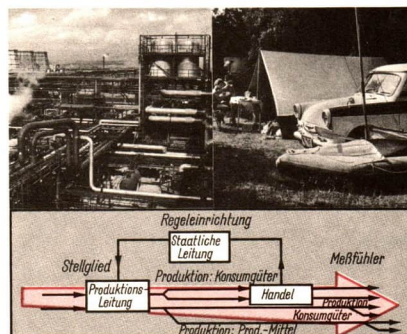 Regeleinrichtung
Staatliche
Leitung
Meßfühler
Stellglied
Produktion: Konsumgüter
Produktions-
Leitung
Handel
Produktion
Konsumgüter
Produktion: Prod.-Mittel